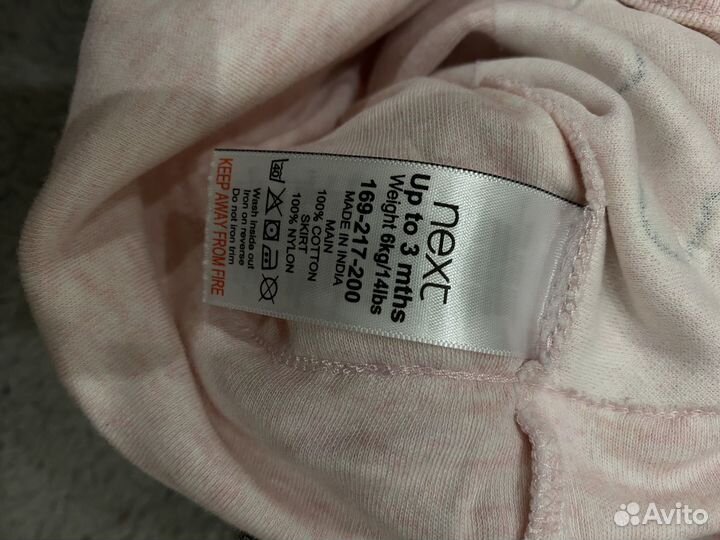 next
Up to 3 mths
Weight 6kg/14lbs
169-217-200
MADE IN INDIA
MAIN
100% COTTON
SKIRT
100% NYLON
40
Wash inside out
Iron on reverse
Do not iron trim
KEEP AWAY FROM FIRE
Avito